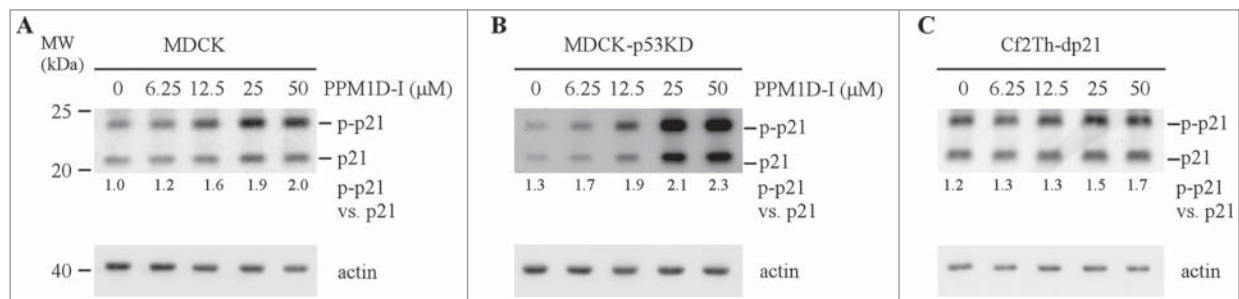 A
MW
(kDa)
MDCK
0 6.25 12.5 25 50 PPM1D-I (μM)
25
p-p21
p21
20
1.0 1.2 1.6 1.9 2.0 p-p21
vs. p21
40
actin
B
MDCK-p53KD
0 6.25 12.5 25 50 PPM1D-I (μM)
p-p21
p21
1.3 1.7 1.9 2.1 2.3 p-p21
vs. p21
actin
C
Cf2Th-dp21
0 6.25 12.5 25 50 PPM1D-I (μM)
p-p21
p21
1.2 1.3 1.3 1.5 1.7 p-p21
vs. p21
actin